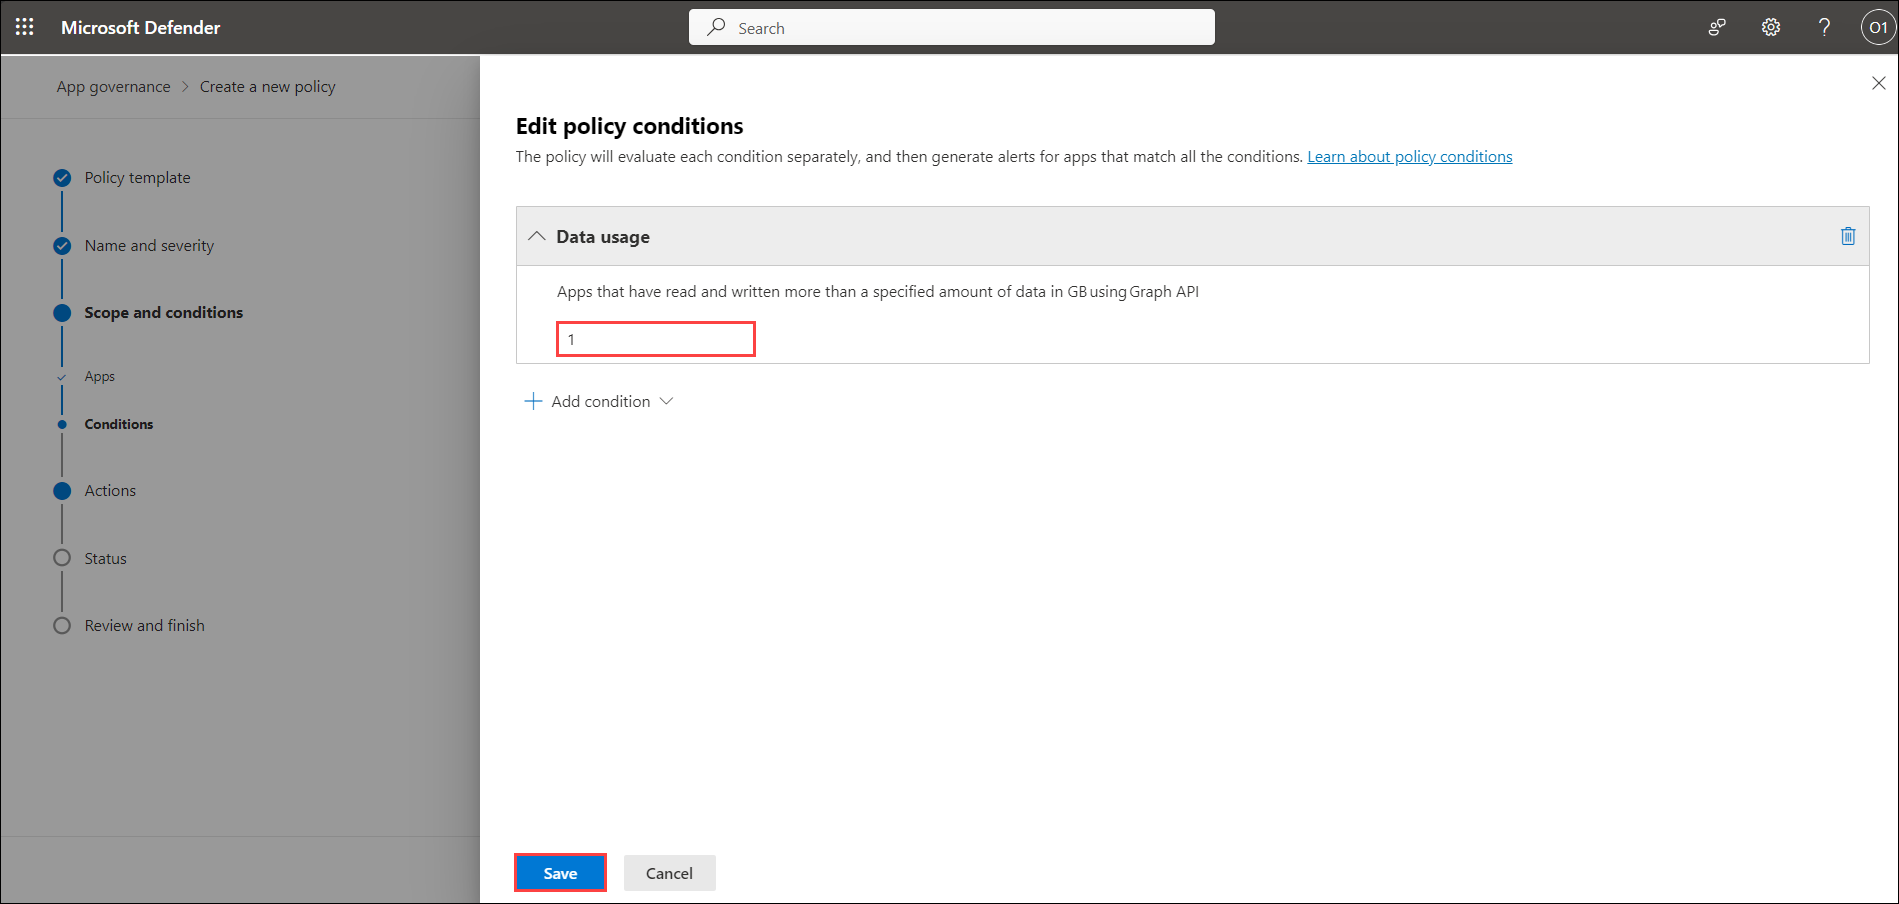 Microsoft Defender
Search
?
O1
App governance > Create a new policy
Policy template
Name and severity
Scope and conditions
Apps
Conditions
Actions
Status
Review and finish
Edit policy conditions
The policy will evaluate each condition separately, and then generate alerts for apps that match all the conditions. Learn about policy conditions
Data usage
Apps that have read and written more than a specified amount of data in GB using Graph API
1
Add condition
Save
Cancel